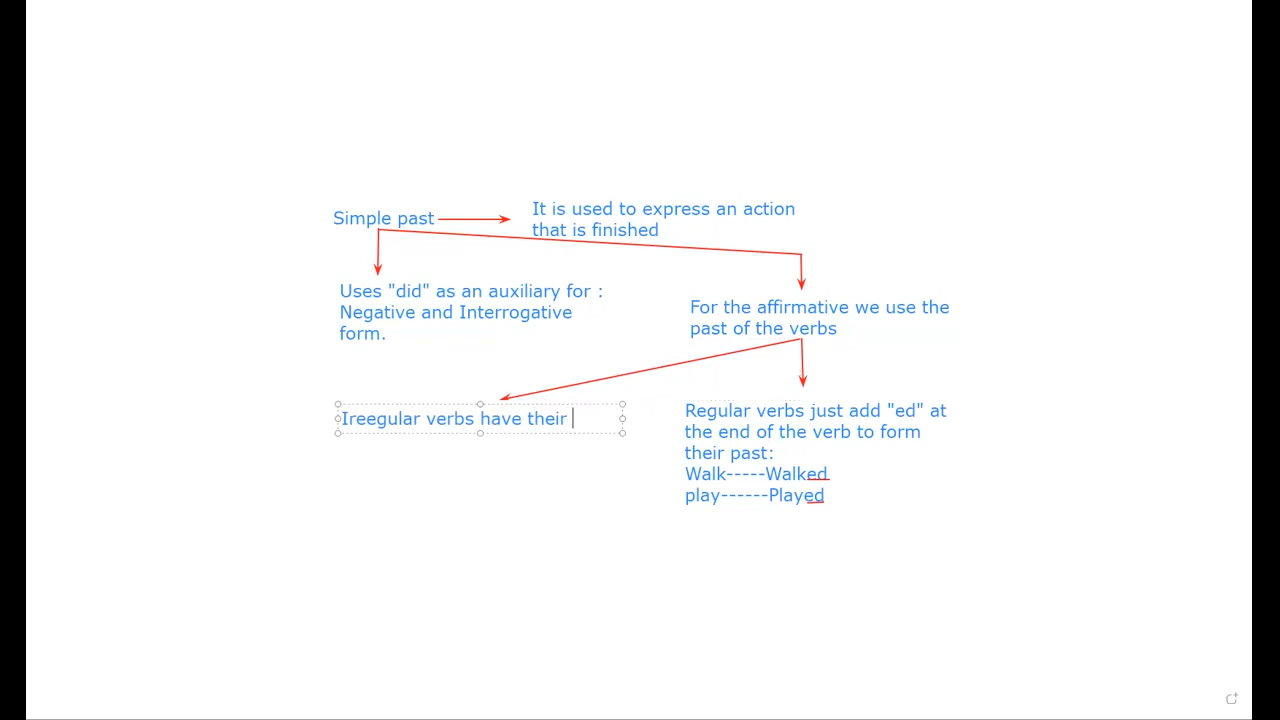 Simple past
It is used to express an action
that is finished
Uses "did" as an auxiliary for :
Negative and Interrogative
form.
For the affirmative we use the
past of the verbs
Ireegular verbs have their
Regular verbs just add "ed" at
the end of the verb to form
their past:
Walk-----Walked
play------Played